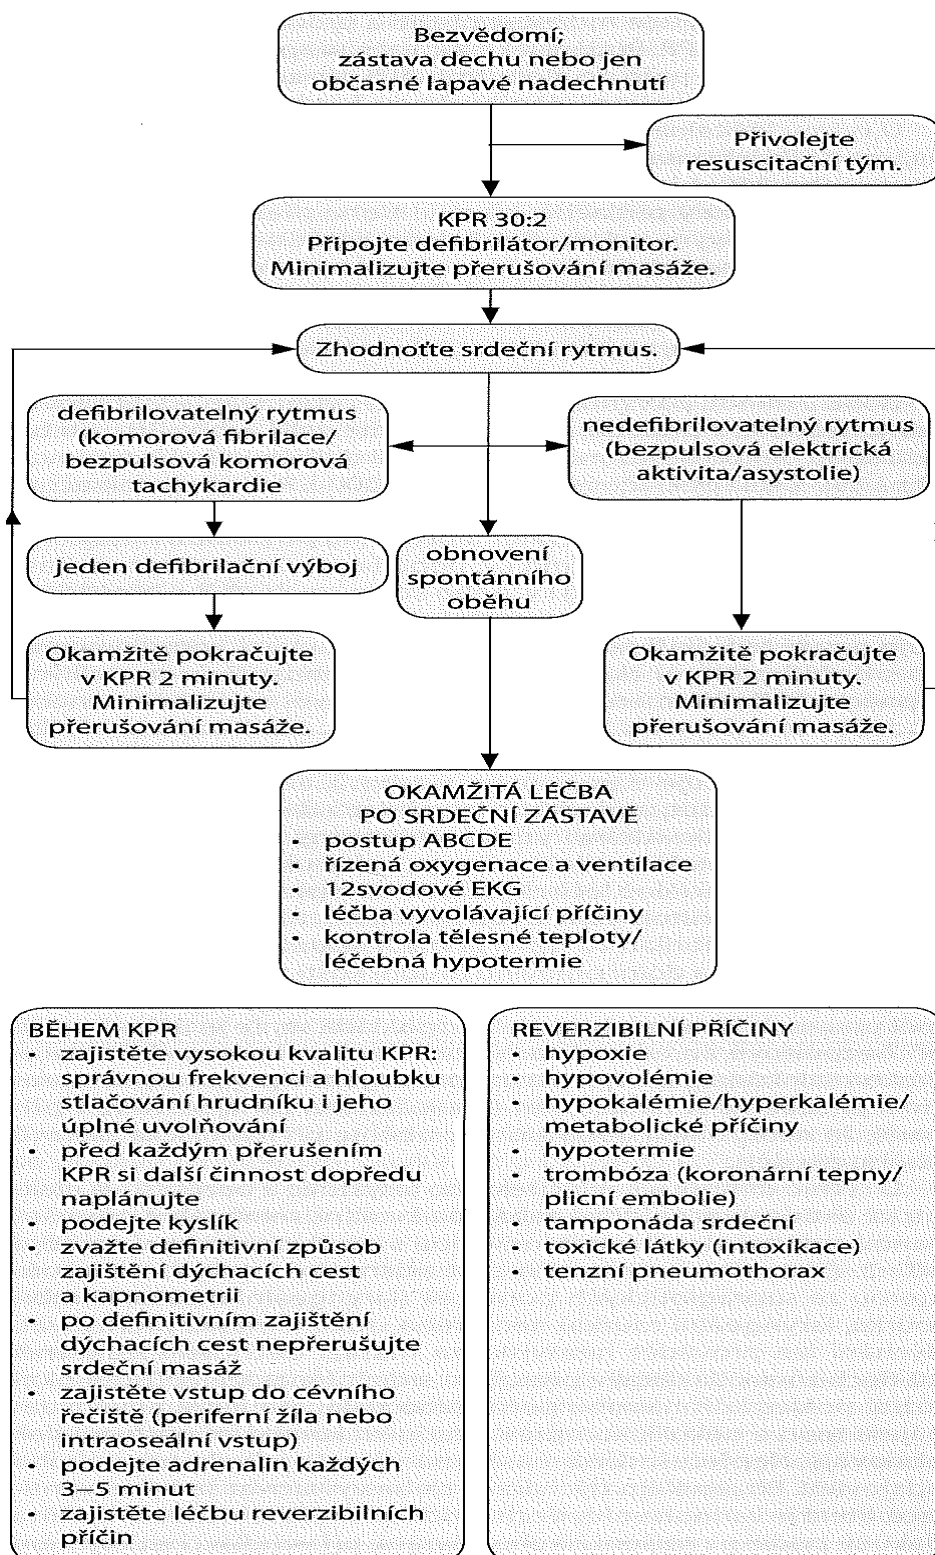 Bezvědomí;
zástava dechu nebo jen
občasné lapavé nadechnutí
Přivolejte
resuscitační tým.
KPR 30:2
Připojte defibrilátor/monitor.
Minimalizujte přerušování masáže.
Zhodnoťte srdeční rytmus.
defibrilovatelný rytmus
(komorová fibrilace/
bezpulsová komorová
tachykardie
nedefibrilovatelný rytmus
(bezpulsová elektrická
aktivita/asystolie)
jeden defibrilační výboj
obnovení
spontánního
oběhu
Okamžitě pokračujte
v KPR 2 minuty.
Minimalizujte
přerušování masáže.
Okamžitě pokračujte
v KPR 2 minuty.
Minimalizujte
přerušování masáže.
OKAMŽITÁ LÉČBA
PO SRDEČNÍ ZÁSTAVĚ
• postup ABCDE
• řízená oxygenace a ventilace
• 12svodové EKG
• léčba vyvolávající příčiny
• kontrola tělesné teploty/
léčebná hypotermie
BĚHEM KPR
• zajistěte vysokou kvalitu KPR:
správnou frekvenci a hloubku
stlačování hrudníku i jeho
úplné uvolňování
• před každým přerušením
KPR si další činnost dopředu
naplánujte
• podejte kyslík
• zvažte definitivní způsob
zajištění dýchacích cest
a kapnometrii
• po definitivním zajištění
dýchacích cest nepřerušujte
srdeční masáž
• zajistěte vstup do cévního
řečiště (periferní žíla nebo
intraoseální vstup)
• podejte adrenalin každých
3–5 minut
• zajistěte léčbu reverzibilních
příčin
REVERZIBILNÍ PŘÍČINY
• hypoxie
• hypovolémie
• hypokalémie/hyperkalémie/
metabolické příčiny
• hypotermie
• trombóza (koronární tepny/
plicní embolie)
• tamponáda srdeční
• toxické látky (intoxikace)
• tenzní pneumothorax